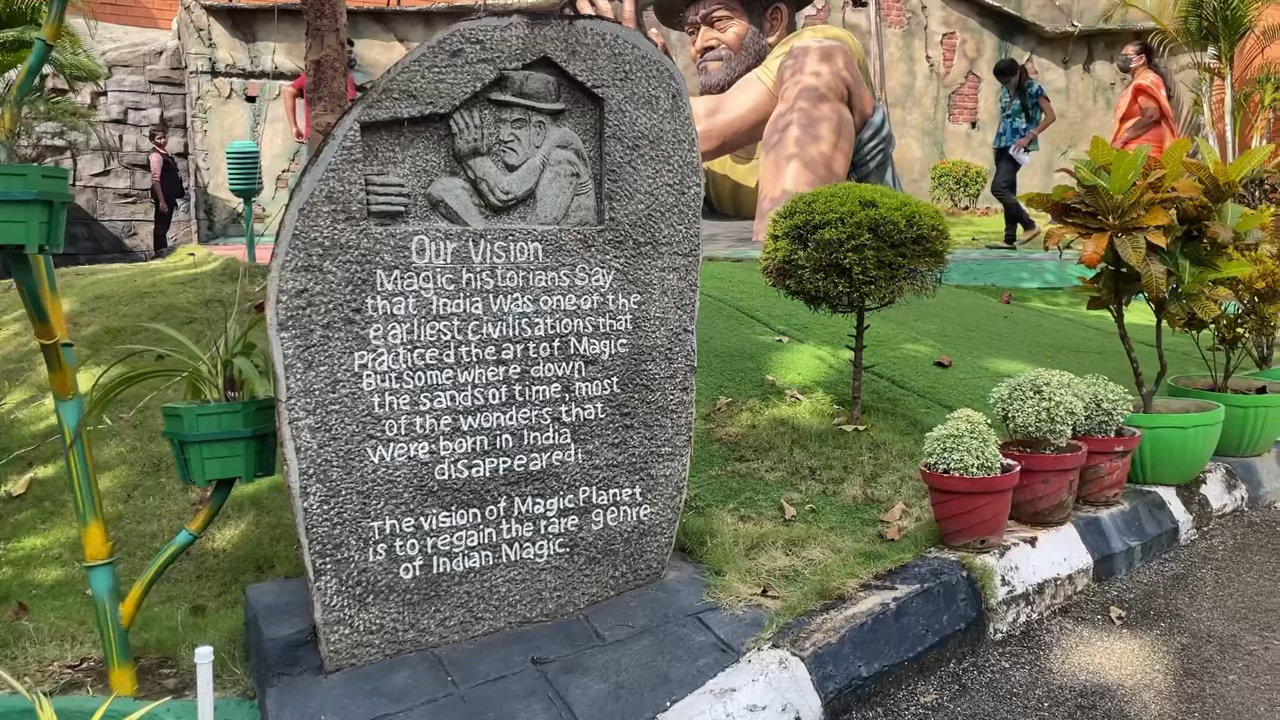 Our Vision
Magic historians Say
that India was one of the
earliest civilisations that
practiced the art of Magic
But somewhere down
the sands of time, most
of the wonders that
were born in India
disappeared!
The vision of Magic Planet
is to regain the rare genre
of Indian Magic.